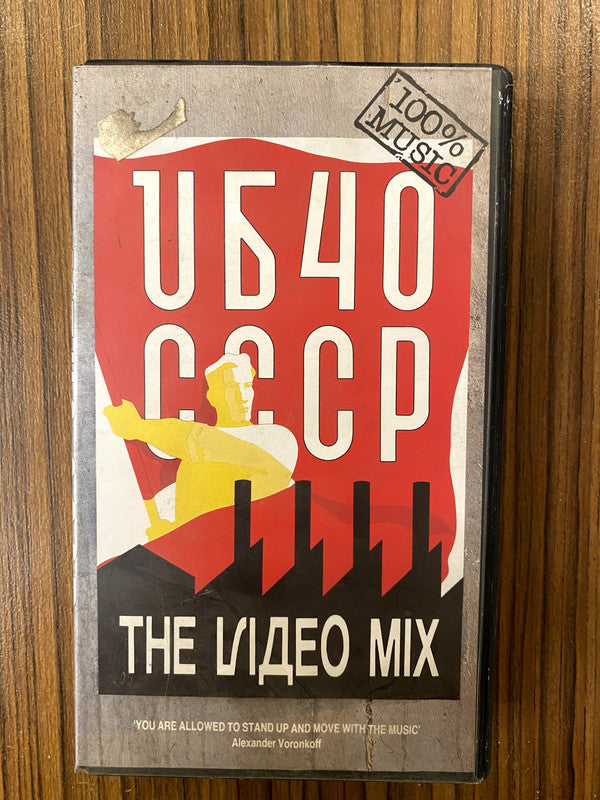 100%
MUSIC
UB40
CCCP
THE VIДEO MIX
'YOU ARE ALLOWED TO STAND UP AND MOVE WITH THE MUSIC'
Alexander Voronkoff